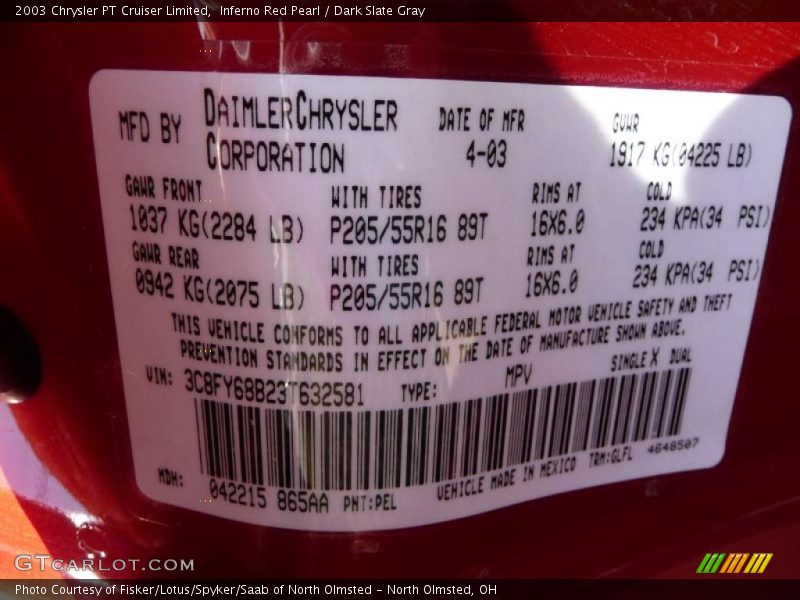 2003 Chrysler PT Cruiser Limited, Inferno Red Pearl / Dark Slate Gray
MFD BY DAIMLERCHRYSLER CORPORATION
DATE OF MFR 4-03
GVWR 1917 KG(04225 LB)
GAWR FRONT WITH TIRES RIMS AT COLD
1037 KG(2284 LB) P205/55R16 89T 16X6.0 234 KPA(34 PSI)
GAWR REAR WITH TIRES RIMS AT COLD
0942 KG(2075 LB) P205/55R16 89T 16X6.0 234 KPA(34 PSI)
THIS VEHICLE CONFORMS TO ALL APPLICABLE FEDERAL MOTOR VEHICLE SAFETY AND THEFT
PREVENTION STANDARDS IN EFFECT ON THE DATE OF MANUFACTURE SHOWN ABOVE.
VIN: 3C8FY68B23T632581 TYPE: MPV SINGLE X DUAL
MDH: 042215 865AA PNT:PEL VEHICLE MADE IN MEXICO TRM:GLFL 4648507
GTCARLOT.COM
Photo Courtesy of Fisker/Lotus/Spyker/Saab of North Olmsted - North Olmsted, OH